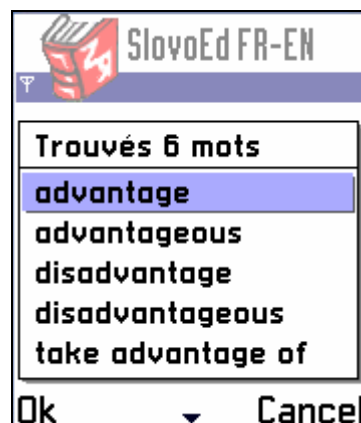 SlovoEd FR-EN
Trouvés 6 mots
advantage
advantageous
disadvantage
disadvantageous
take advantage of
Ok
Cancel